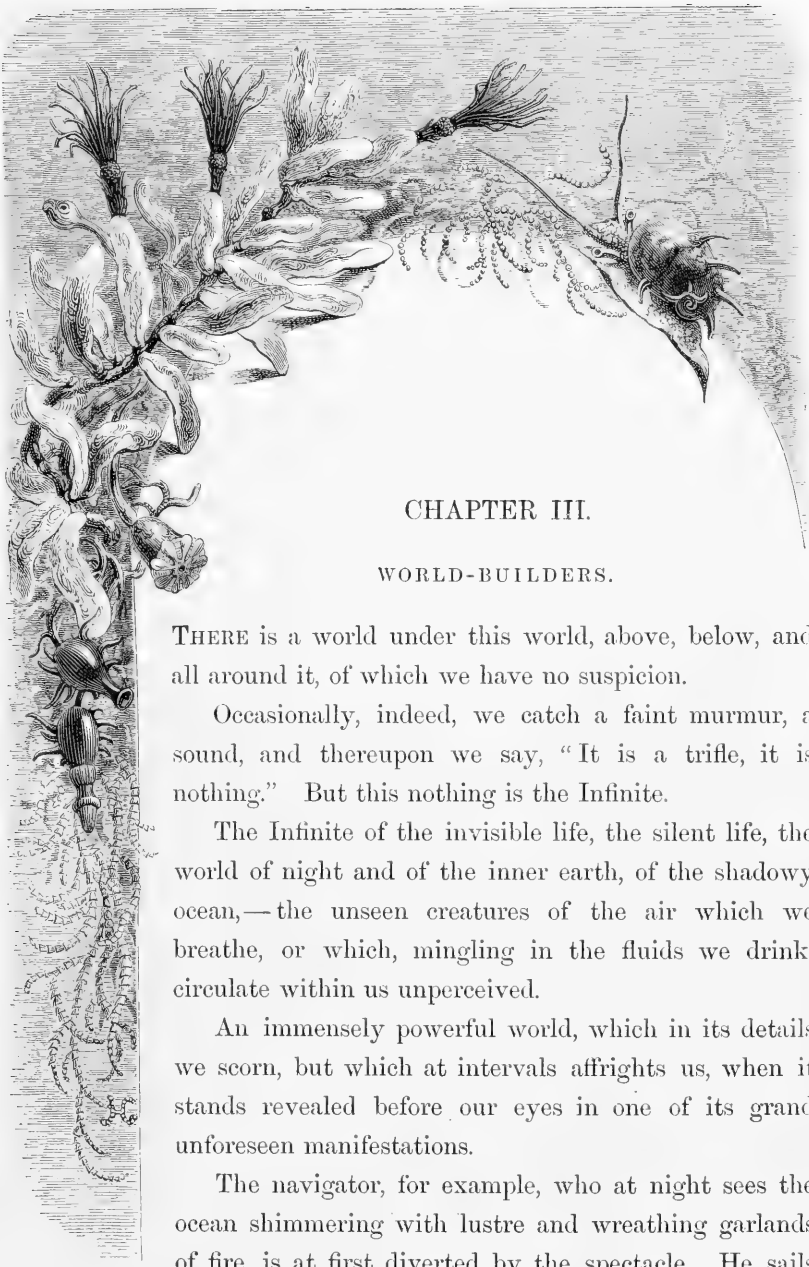 CHAPTER III.
WORLD-BUILDERS.
THERE is a world under this world, above, below, and
all around it, of which we have no suspicion.
Occasionally, indeed, we catch a faint murmur, a
sound, and thereupon we say, “It is a trifle, it is
nothing.” But this nothing is the Infinite.
The Infinite of the invisible life, the silent life, the
world of night and of the inner earth, of the shadowy
ocean,—the unseen creatures of the air which we
breathe, or which, mingling in the fluids we drink
circulate within us unperceived.
An immensely powerful world, which in its details
we scorn, but which at intervals affrights us, when it
stands revealed before our eyes in one of its grand
unforeseen manifestations.
The navigator, for example, who at night sees the
ocean shimmering with lustre and wreathing garlands
of fire, is at first diverted by the spectacle. He sails